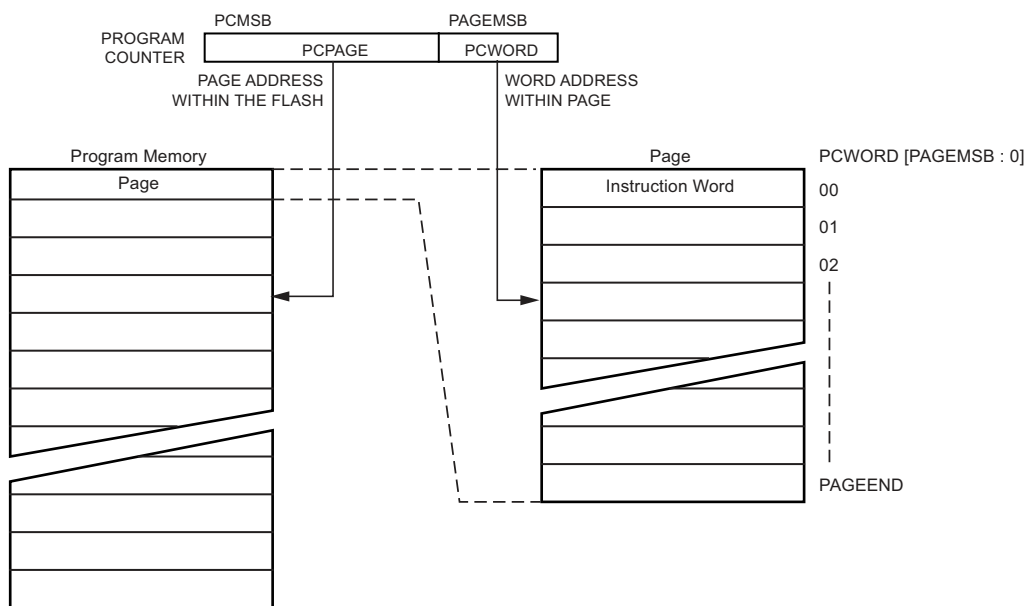 PCMSB PAGEMSB
PROGRAM
COUNTER
PCPAGE PCWORD
PAGE ADDRESS
WITHIN THE FLASH
WORD ADDRESS
WITHIN PAGE
Program Memory Page PCWORD [PAGEMSB : 0]
Page Instruction Word 00
01
02
PAGEEND